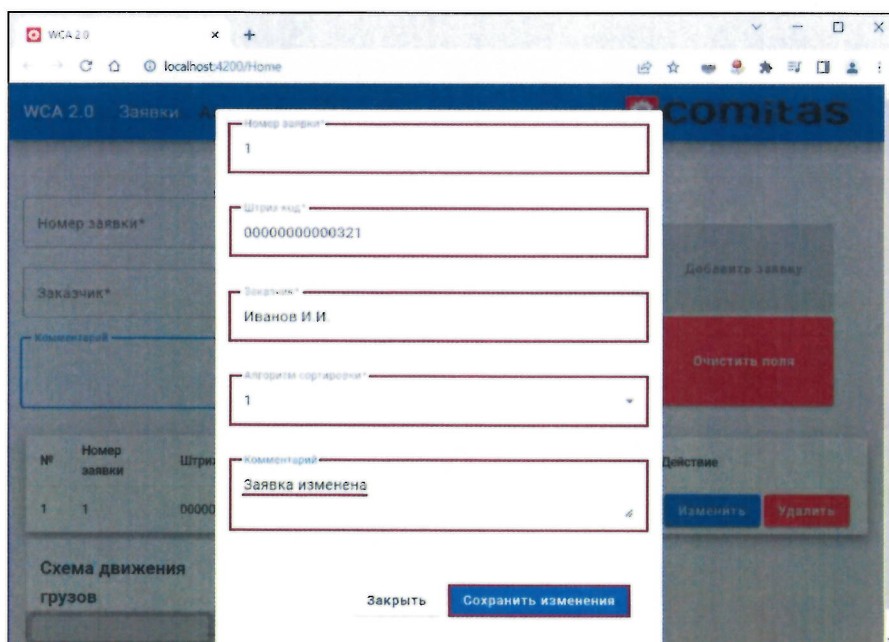 WCA 2.0
localhost:4200/Home
WCA 2.0 Заявки
comitas
Номер заявки*
1
Номер заявки*
Штрих код*
00000000000321
Добавить заявку
Заказчик*
Заказчик*
Иванов И.И.
Комментарий
Очистить поля
Алгоритм сортировки*
1
№ Номер заявки
Комментарий
Действие
Заявка изменена
1 1
Изменить Удалить
Схема движения
грузов
Закрыть Сохранить изменения